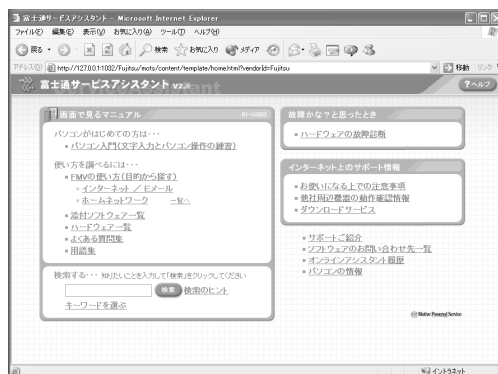 富士通サービスアシスタント - Microsoft Internet Explorer
ファイル(F) 編集(E) 表示(V) お気に入り(A) ツール(T) ヘルプ(H)
戻る 検索 お気に入り メディア
アドレス(D) http://127.0.0.1:1032/Fujitsu/mots/content/template/home.html?vendorId=Fujitsu 移動 リンク
富士通サービスアシスタント V2.
ヘルプ
画面で見るマニュアル
パソコンがはじめての方は・・・
パソコン入門(文字入力とパソコン操作の練習)
使い方を調べるには・・・
FMVの使い方(目的から探す)
インターネット / Eメール
ホームネットワーク 一覧へ
添付ソフトウェア一覧
ハードウェア一覧
よくある質問集
用語集
検索する・・・ 知りたいことを入力して「検索」をクリックしてください
検索 検索のヒント
キーワードを選ぶ
故障かな?と思ったとき
ハードウェアの故障診断
インターネット上のサポート情報
お使いになる上での注意事項
他社周辺機器の動作確認情報
ダウンロードサービス
サポートご紹介
ソフトウェアのお問い合わせ先一覧
オンラインアシスタント履歴
パソコンの情報
Motive Powered Service
イントラネット